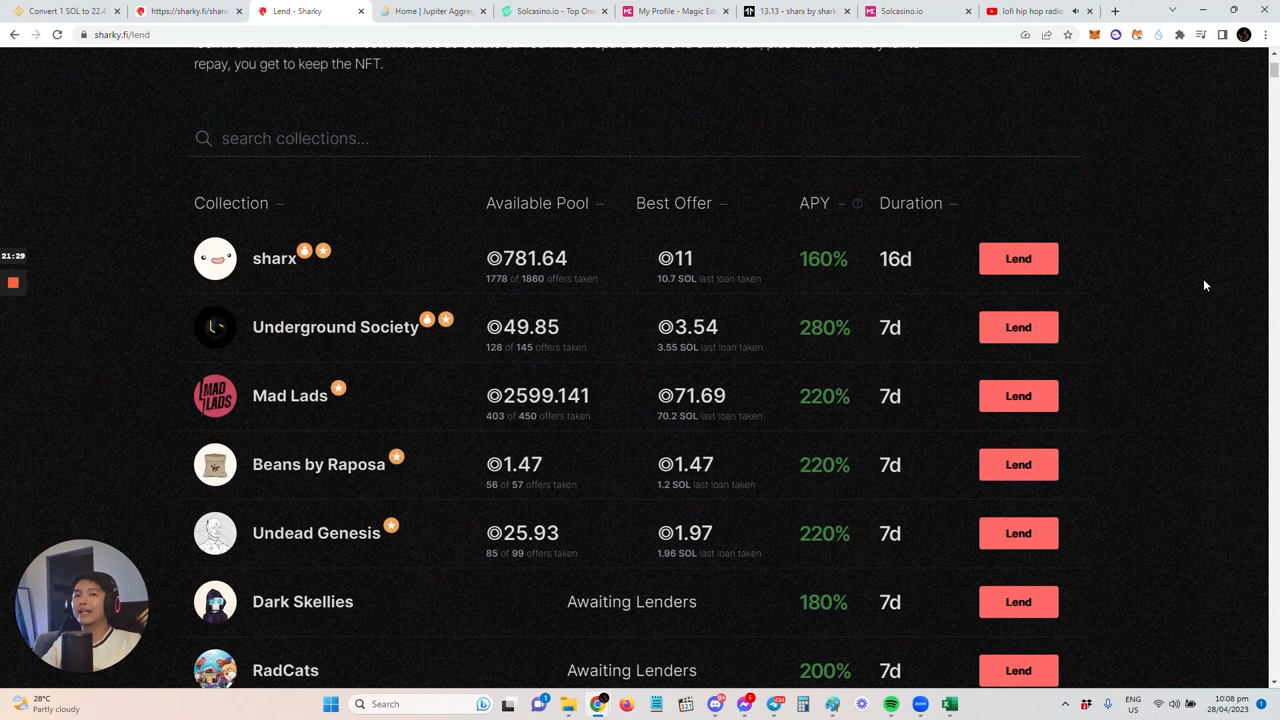 Convert 1 SOL to 22.4
https://sharky.fi/share
Lend - Sharky
Home | Jupiter Aggreg
Solcasino.io - Top One
My Profile - Magic Ed
13.13 - sharx by shark
Solcasino.io
lofi hip hop radio
sharky.fi/lend
repay, you get to keep the NFT.
search collections...
Collection – Available Pool – Best Offer – APY – Duration –
sharx 781.64 11 160% 16d Lend
1778 of 1860 offers taken 10.7 SOL last loan taken
21:29
Underground Society 49.85 3.54 280% 7d Lend
128 of 145 offers taken 3.55 SOL last loan taken
MAD LADS
Mad Lads 2599.141 71.69 220% 7d Lend
403 of 450 offers taken 70.2 SOL last loan taken
Beans by Raposa 1.47 1.47 220% 7d Lend
56 of 57 offers taken 1.2 SOL last loan taken
Undead Genesis 25.93 1.97 220% 7d Lend
85 of 99 offers taken 1.96 SOL last loan taken
Dark Skellies Awaiting Lenders 180% 7d Lend
RadCats Awaiting Lenders 200% 7d Lend
28°C
Partly cloudy
Search
ENG
10:08 pm
28/04/2023